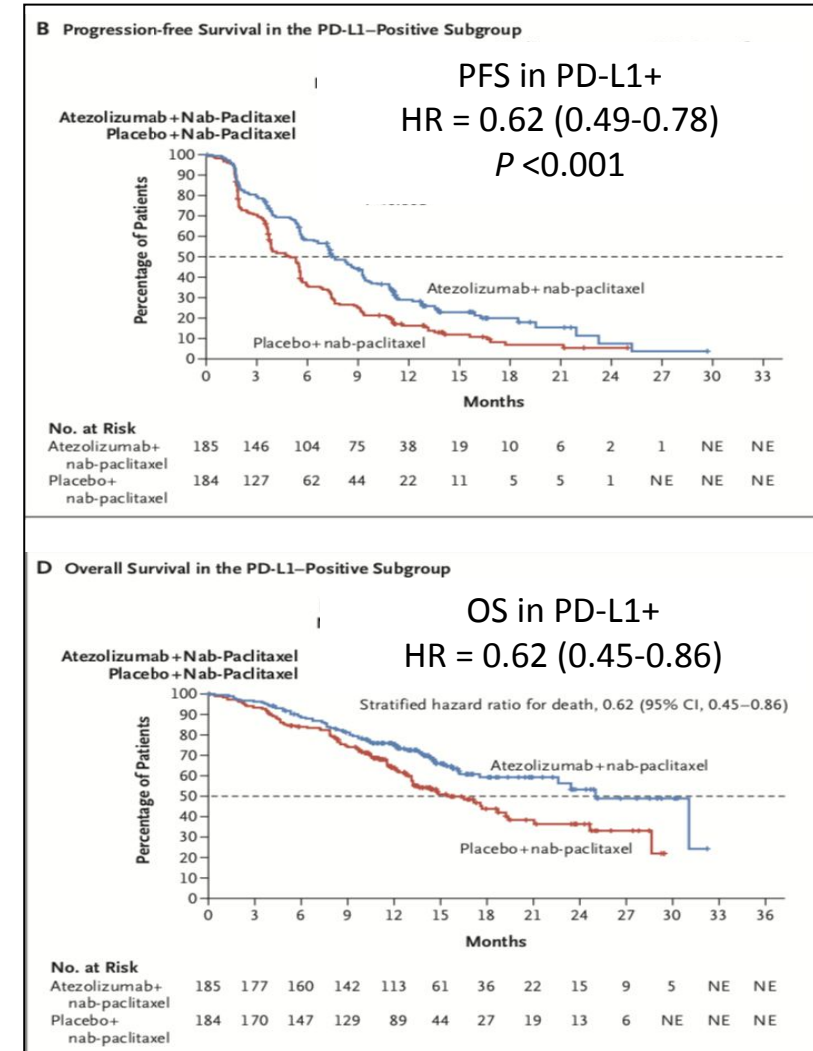 B Progression-free Survival in the PD-L1–Positive Subgroup
PFS in PD-L1+
HR = 0.62 (0.49-0.78)
P <0.001
Atezolizumab+Nab-Paclitaxel
Placebo+Nab-Paclitaxel
Percentage of Patients
100
90
80
70
60
50
40
30
20
10
0
Atezolizumab+nab-paclitaxel
Placebo+nab-paclitaxel
0 3 6 9 12 15 18 21 24 27 30 33
Months
No. at Risk
Atezolizumab+ 185 146 104 75 38 19 10 6 2 1 NE NE
nab-paclitaxel
Placebo+ 184 127 62 44 22 11 5 5 1 NE NE NE
nab-paclitaxel
D Overall Survival in the PD-L1–Positive Subgroup
OS in PD-L1+
HR = 0.62 (0.45-0.86)
Atezolizumab+Nab-Paclitaxel
Placebo+Nab-Paclitaxel
Stratified hazard ratio for death, 0.62 (95% CI, 0.45–0.86)
Percentage of Patients
100
90
80
70
60
50
40
30
20
10
0
Atezolizumab+nab-paclitaxel
Placebo+nab-paclitaxel
0 3 6 9 12 15 18 21 24 27 30 33 36
Months
No. at Risk
Atezolizumab+ 185 177 160 142 113 61 36 22 15 9 5 NE NE
nab-paclitaxel
Placebo+ 184 170 147 129 89 44 27 19 13 6 NE NE NE
nab-paclitaxel